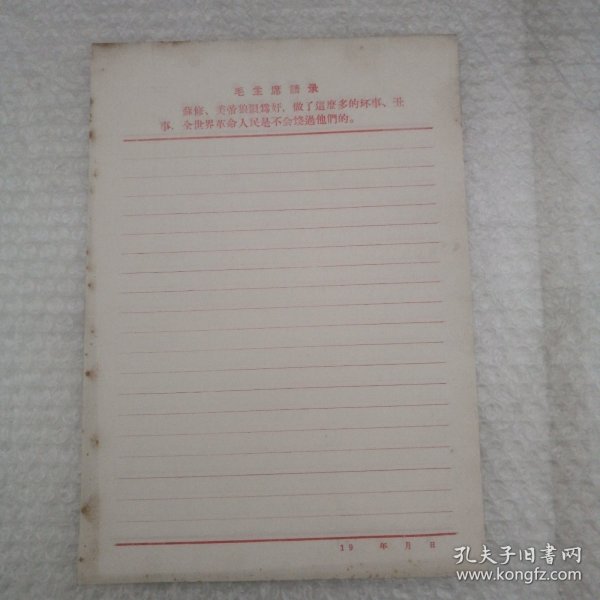 毛主席語录
蘇修、美帝狼狽为奸，做了這麽多的坏事、丑
事，全世界革命人民是不会饒過他們的。
19 年 月 日
孔夫子旧書网
www.kongfz.com